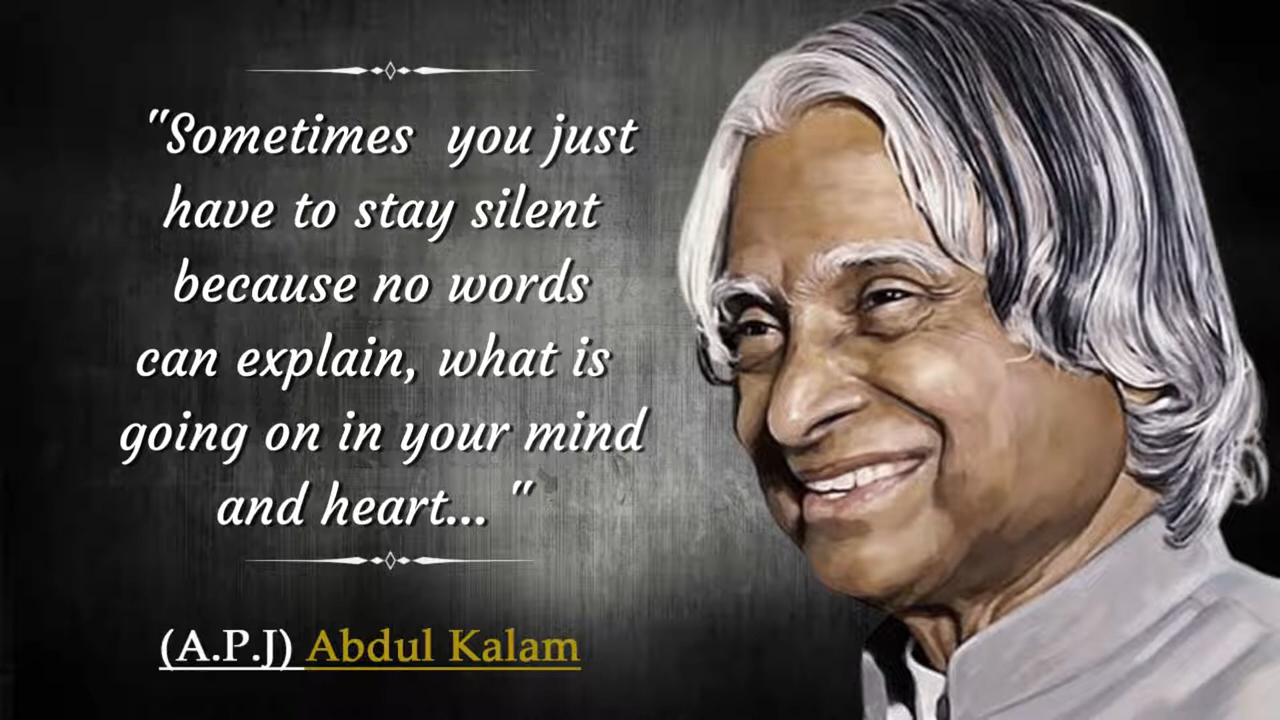 "Sometimes you just
have to stay silent
because no words
can explain, what is
going on in your mind
and heart... "
(A.P.J) Abdul Kalam